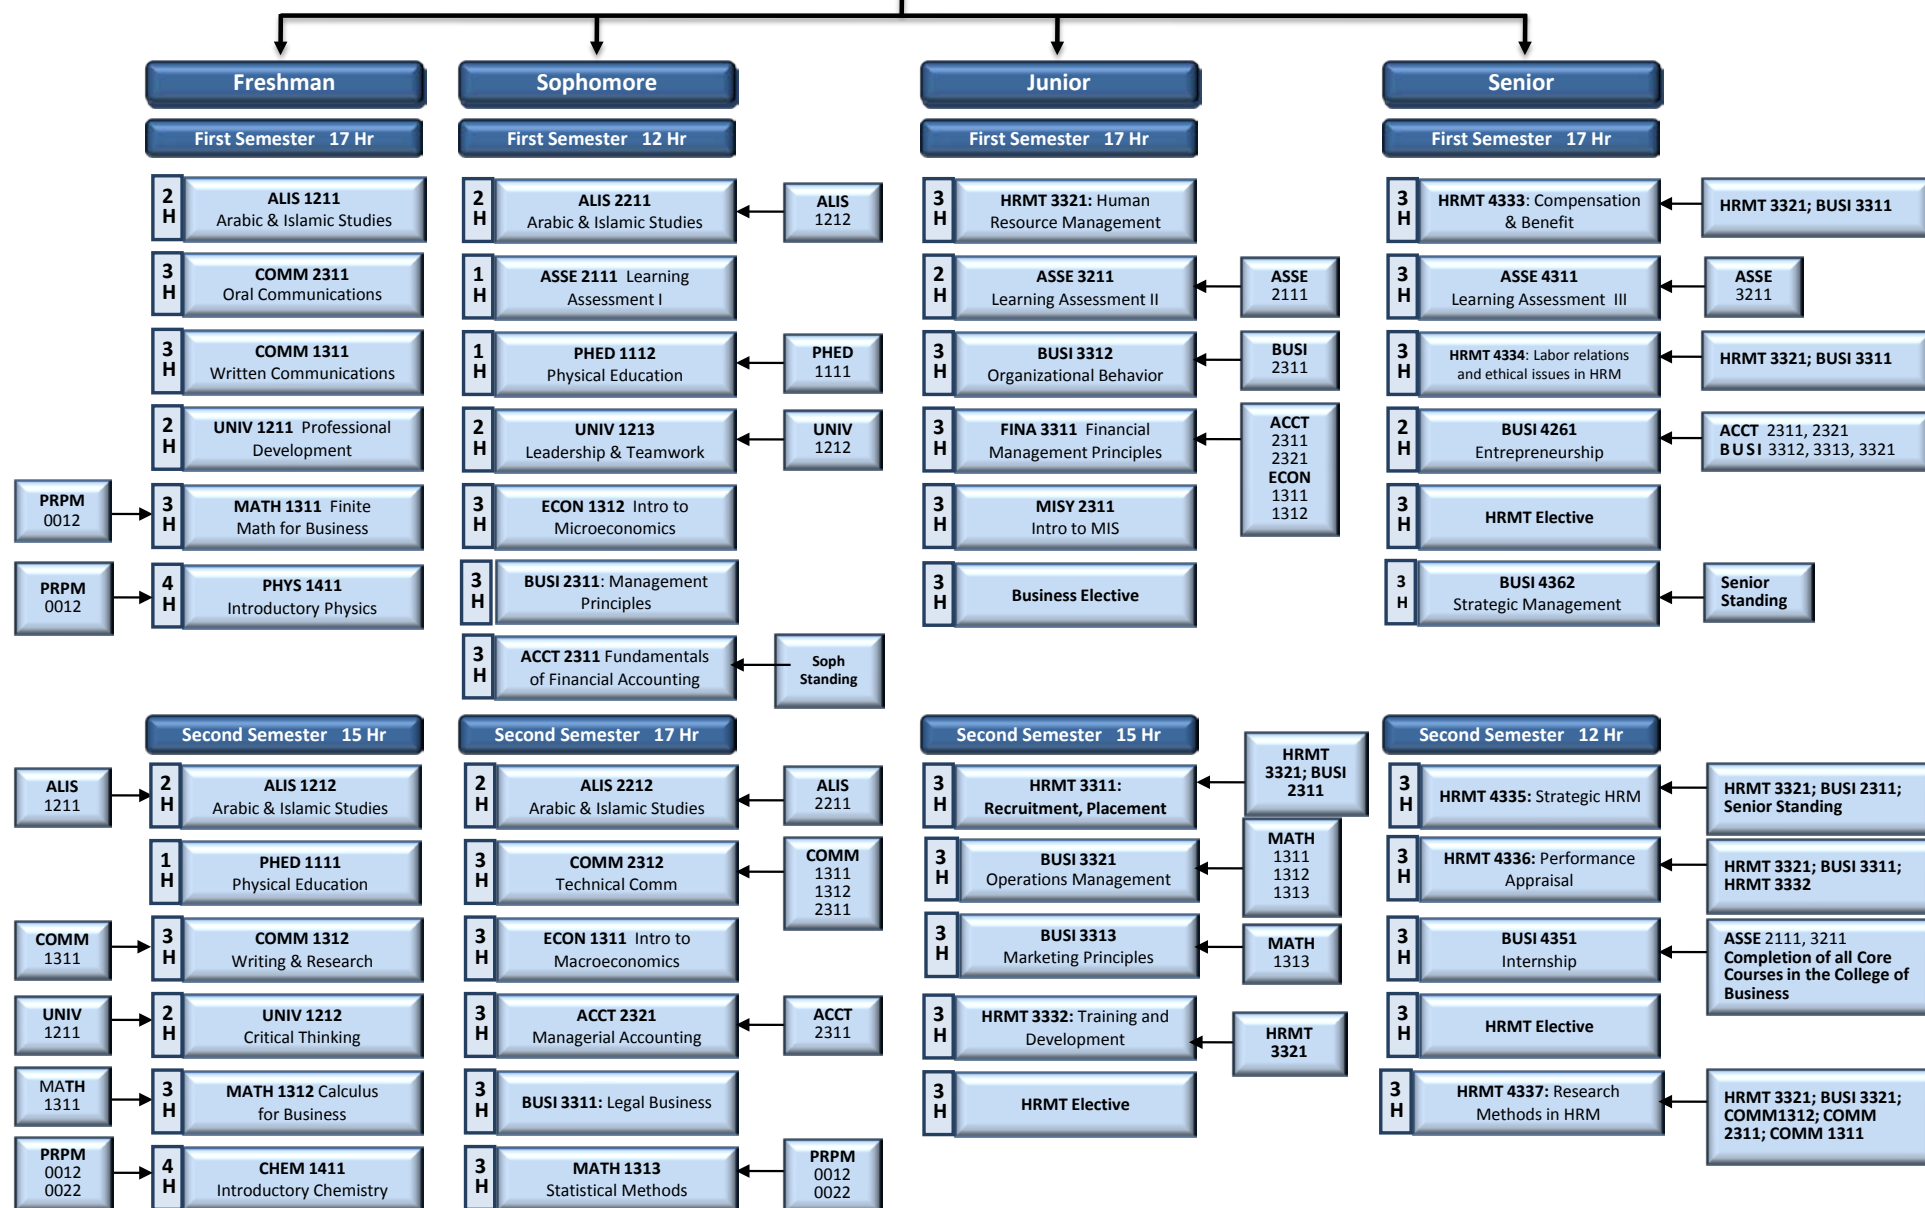 Freshman
First Semester 17 Hr
2
H
ALIS 1211
Arabic & Islamic Studies
3
H
COMM 2311
Oral Communications
3
H
COMM 1311
Written Communications
2
H
UNIV 1211 Professional
Development
PRPM
0012
3
H
MATH 1311 Finite
Math for Business
PRPM
0012
4
H
PHYS 1411
Introductory Physics
Second Semester 15 Hr
ALIS
1211
2
H
ALIS 1212
Arabic & Islamic Studies
1
H
PHED 1111
Physical Education
COMM
1311
3
H
COMM 1312
Writing & Research
UNIV
1211
2
H
UNIV 1212
Critical Thinking
MATH
1311
3
H
MATH 1312 Calculus
for Business
PRPM
0012
0022
4
H
CHEM 1411
Introductory Chemistry
Sophomore
First Semester 12 Hr
2
H
ALIS 2211
Arabic & Islamic Studies
ALIS
1212
1
H
ASSE 2111 Learning
Assessment I
1
H
PHED 1112
Physical Education
PHED
1111
2
H
UNIV 1213
Leadership & Teamwork
UNIV
1212
3
H
ECON 1312 Intro to
Microeconomics
3
H
BUSI 2311: Management
Principles
3
H
ACCT 2311 Fundamentals
of Financial Accounting
Soph
Standing
Second Semester 17 Hr
2
H
ALIS 2212
Arabic & Islamic Studies
ALIS
2211
3
H
COMM 2312
Technical Comm
COMM
1311
1312
2311
3
H
ECON 1311 Intro to
Macroeconomics
3
H
ACCT 2321
Managerial Accounting
ACCT
2311
3
H
BUSI 3311: Legal Business
3
H
MATH 1313
Statistical Methods
PRPM
0012
0022
Junior
First Semester 17 Hr
3
H
HRMT 3321: Human
Resource Management
2
H
ASSE 3211
Learning Assessment II
ASSE
2111
3
H
BUSI 3312
Organizational Behavior
BUSI
2311
3
H
FINA 3311 Financial
Management Principles
ACCT
2311
2321
ECON
1311
1312
3
H
MISY 2311
Intro to MIS
3
H
Business Elective
Second Semester 15 Hr
3
H
HRMT 3311:
Recruitment, Placement
HRMT
3321; BUSI
2311
3
H
BUSI 3321
Operations Management
MATH
1311
1312
1313
3
H
BUSI 3313
Marketing Principles
MATH
1313
3
H
HRMT 3332: Training and
Development
HRMT
3321
3
H
HRMT Elective
Senior
First Semester 17 Hr
3
H
HRMT 4333: Compensation
& Benefit
HRMT 3321; BUSI 3311
3
H
ASSE 4311
Learning Assessment III
ASSE
3211
3
H
HRMT 4334: Labor relations
and ethical issues in HRM
HRMT 3321; BUSI 3311
2
H
BUSI 4261
Entrepreneurship
ACCT 2311, 2321
BUSI 3312, 3313, 3321
3
H
HRMT Elective
3
H
BUSI 4362
Strategic Management
Senior
Standing
Second Semester 12 Hr
3
H
HRMT 4335: Strategic HRM
HRMT 3321; BUSI 2311;
Senior Standing
3
H
HRMT 4336: Performance
Appraisal
HRMT 3321; BUSI 3311;
HRMT 3332
3
H
BUSI 4351
Internship
ASSE 2111, 3211
Completion of all Core
Courses in the College of
Business
3
H
HRMT Elective
3
H
HRMT 4337: Research
Methods in HRM
HRMT 3321; BUSI 3321;
COMM1312; COMM
2311; COMM 1311